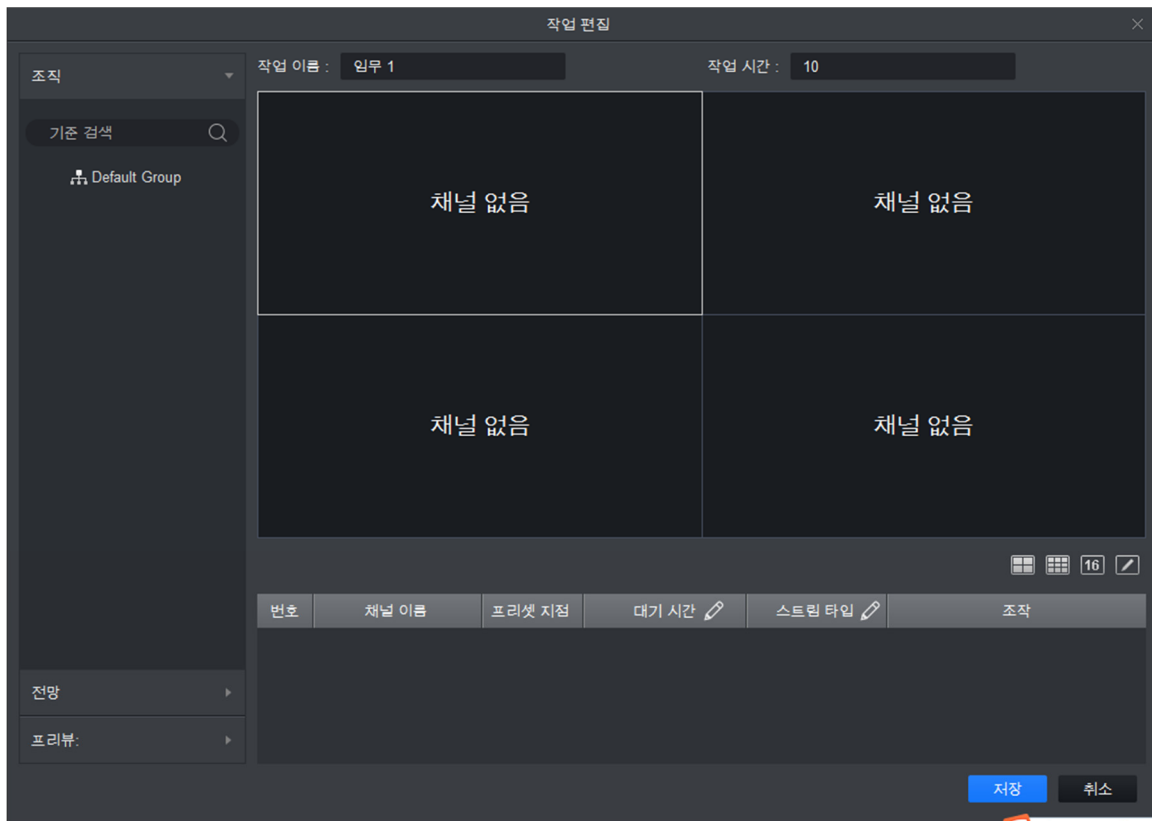 작업 편집
조직
작업 이름 : 임무 1 작업 시간 : 10
기준 검색
Default Group
채널 없음 채널 없음
채널 없음 채널 없음
16
번호 채널 이름 프리셋 지점 대기 시간 스트림 타입 조작
전망
프리뷰:
저장 취소